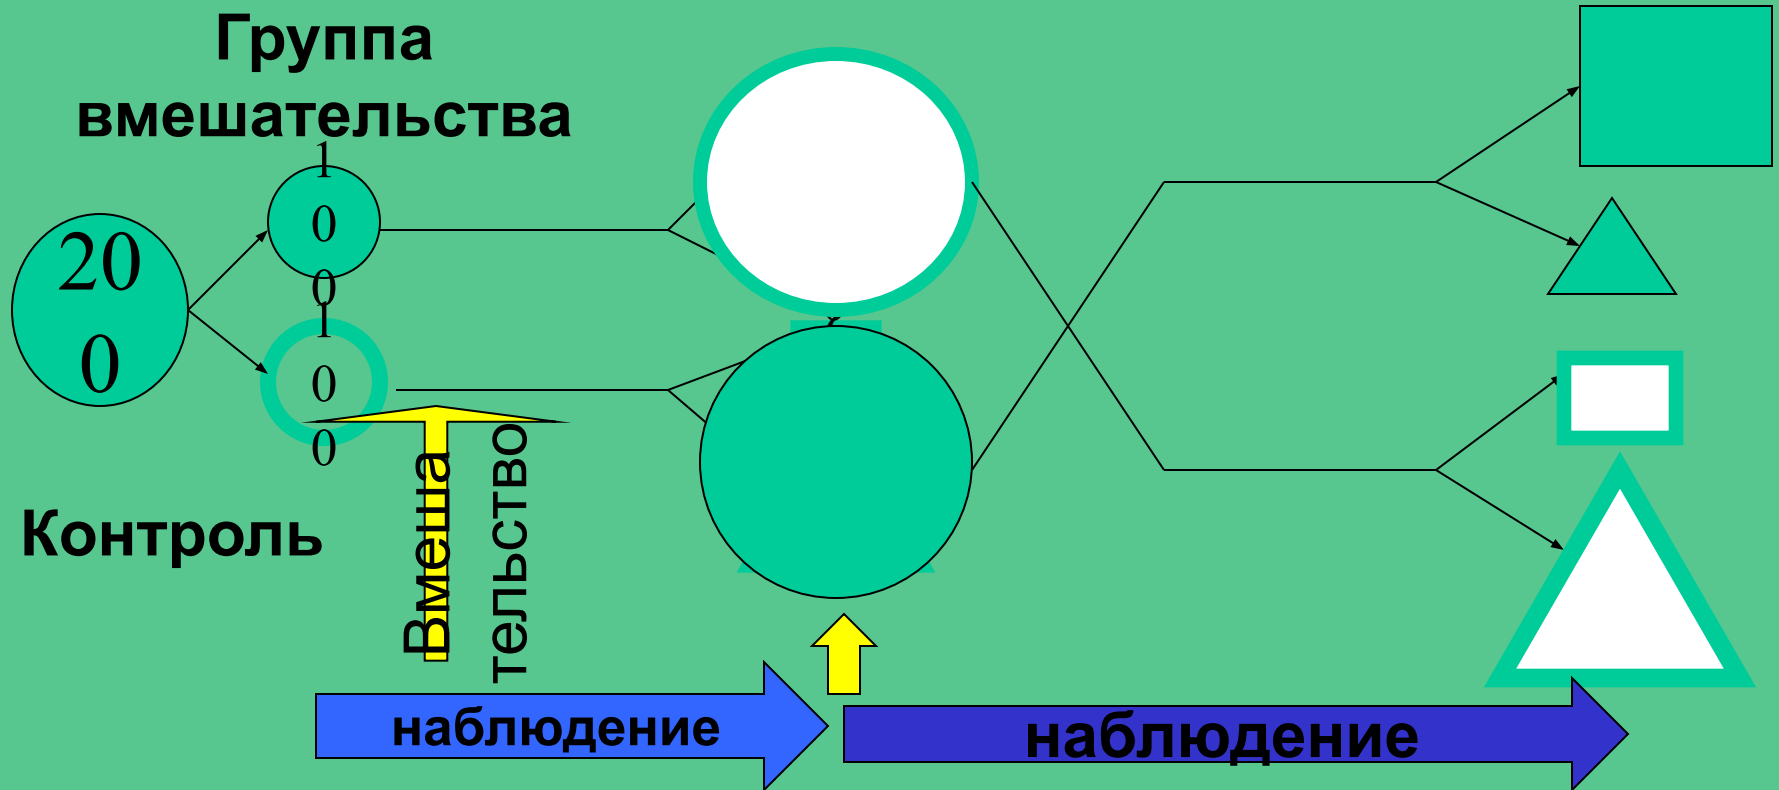 Группа
вмешательства
20
0
1
0
0
1
0
0
Контроль
Вмеша
тельство
наблюдение
наблюдение